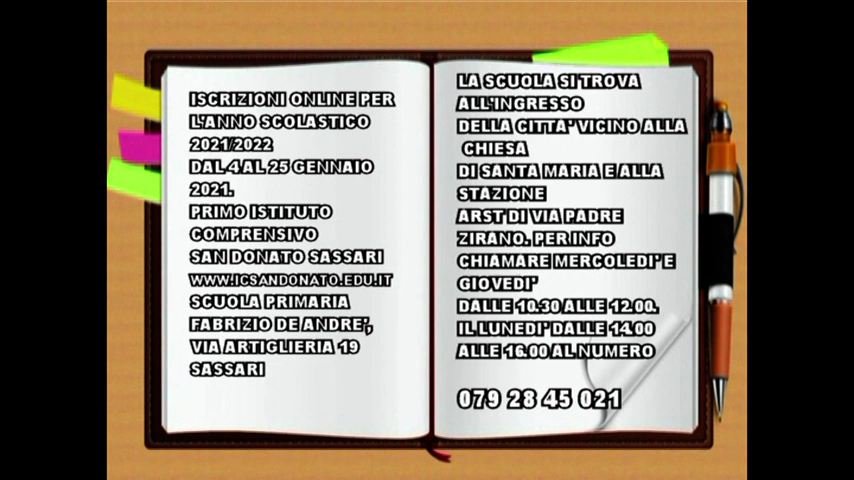 ISCRIZIONI ONLINE PER
L'ANNO SCOLASTICO
2021/2022
DAL 4 AL 25 GENNAIO
2021.
PRIMO ISTITUTO
COMPRENSIVO
SAN DONATO SASSARI
WWW.ICSANDONATO.EDU.IT
SCUOLA PRIMARIA
FABRIZIO DE ANDRE',
VIA ARTIGLIERIA 19
SASSARI
LA SCUOLA SI TROVA
ALL'INGRESSO
DELLA CITTA' VICINO ALLA
CHIESA
DI SANTA MARIA E ALLA
STAZIONE
ARST DI VIA PADRE
ZIRANO. PER INFO
CHIAMARE MERCOLEDI' E
GIOVEDI'
DALLE 10.30 ALLE 12.00.
IL LUNEDI' DALLE 14.00
ALLE 16.00 AL NUMERO
079 28 45 021